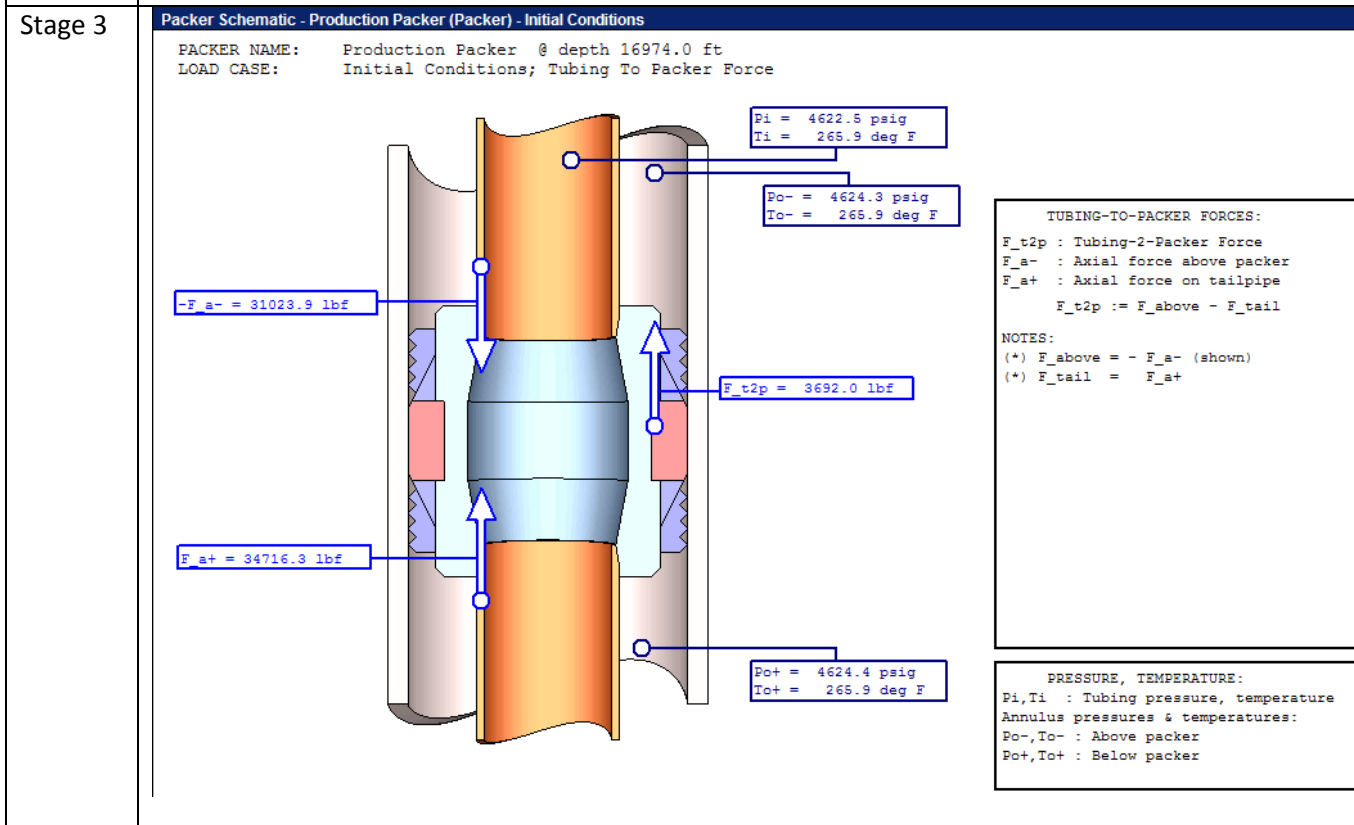 Stage 3
Packer Schematic - Production Packer (Packer) - Initial Conditions
PACKER NAME: Production Packer @ depth 16974.0 ft
LOAD CASE: Initial Conditions; Tubing To Packer Force
Pi = 4622.5 psig
Ti = 265.9 deg F
Po- = 4624.3 psig
To- = 265.9 deg F
-F_a- = 31023.9 lbf
F_t2p = 3692.0 lbf
F_a+ = 34716.3 lbf
Po+ = 4624.4 psig
To+ = 265.9 deg F
TUBING-TO-PACKER FORCES:
F_t2p : Tubing-2-Packer Force
F_a- : Axial force above packer
F_a+ : Axial force on tailpipe
F_t2p := F_above - F_tail
NOTES:
(*) F_above = - F_a- (shown)
(*) F_tail = F_a+
PRESSURE, TEMPERATURE:
Pi,Ti : Tubing pressure, temperature
Annulus pressures & temperatures:
Po-,To- : Above packer
Po+,To+ : Below packer